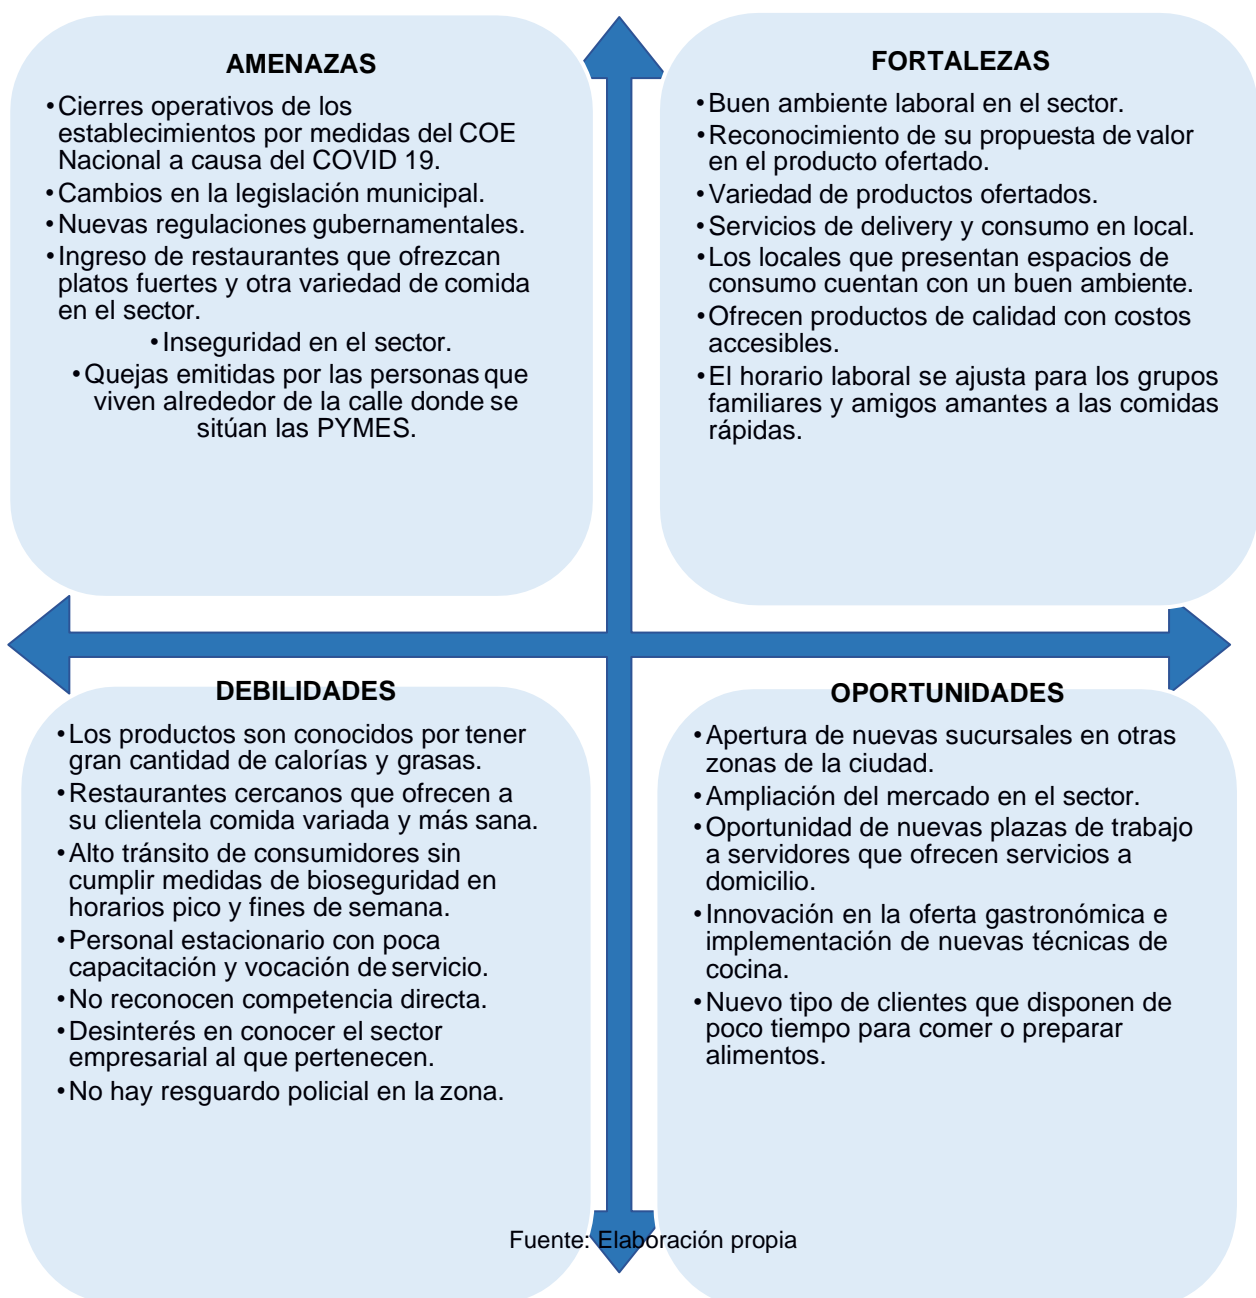 AMENAZAS
•Cierres operativos de los
establecimientos por medidas del COE
Nacional a causa del COVID 19.
•Cambios en la legislación municipal.
•Nuevas regulaciones gubernamentales.
•Ingreso de restaurantes que ofrezcan
platos fuertes y otra variedad de comida
en el sector.
•Inseguridad en el sector.
•Quejas emitidas por las personas que
viven alrededor de la calle donde se
sitúan las PYMES.
FORTALEZAS
•Buen ambiente laboral en el sector.
•Reconocimiento de su propuesta de valor
en el producto ofertado.
•Variedad de productos ofertados.
•Servicios de delivery y consumo en local.
•Los locales que presentan espacios de
consumo cuentan con un buen ambiente.
•Ofrecen productos de calidad con costos
accesibles.
•El horario laboral se ajusta para los grupos
familiares y amigos amantes a las comidas
rápidas.
DEBILIDADES
•Los productos son conocidos por tener
gran cantidad de calorías y grasas.
•Restaurantes cercanos que ofrecen a
su clientela comida variada y más sana.
•Alto tránsito de consumidores sin
cumplir medidas de bioseguridad en
horarios pico y fines de semana.
•Personal estacionario con poca
capacitación y vocación de servicio.
•No reconocen competencia directa.
•Desinterés en conocer el sector
empresarial al que pertenecen.
•No hay resguardo policial en la zona.
OPORTUNIDADES
•Apertura de nuevas sucursales en otras
zonas de la ciudad.
•Ampliación del mercado en el sector.
•Oportunidad de nuevas plazas de trabajo
a servidores que ofrecen servicios a
domicilio.
•Innovación en la oferta gastronómica e
implementación de nuevas técnicas de
cocina.
•Nuevo tipo de clientes que disponen de
poco tiempo para comer o preparar
alimentos.
Fuente: Elaboración propia